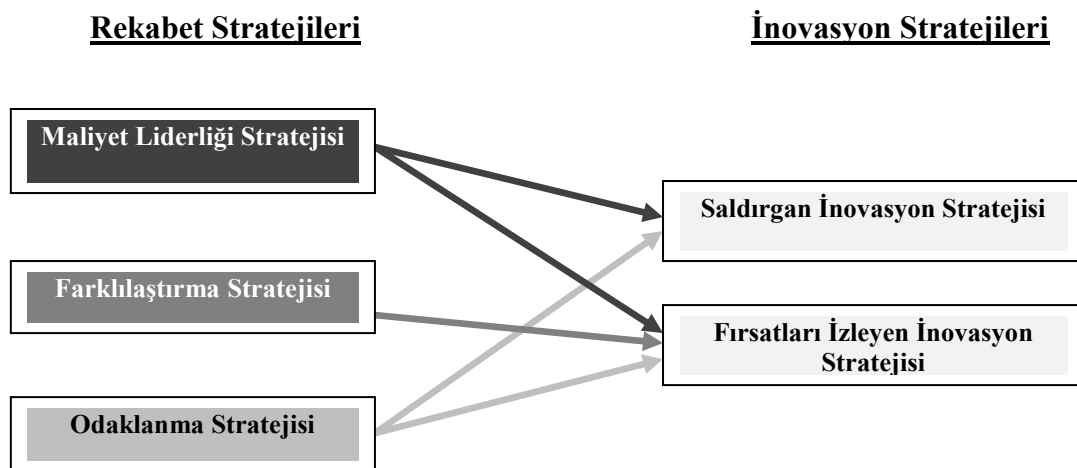 Rekabet Stratejileri
İnovasyon Stratejileri
Maliyet Liderliği Stratejisi
Saldırgan İnovasyon Stratejisi
Farklılaştırma Stratejisi
Fırsatları İzleyen İnovasyon
Stratejisi
Odaklanma Stratejisi